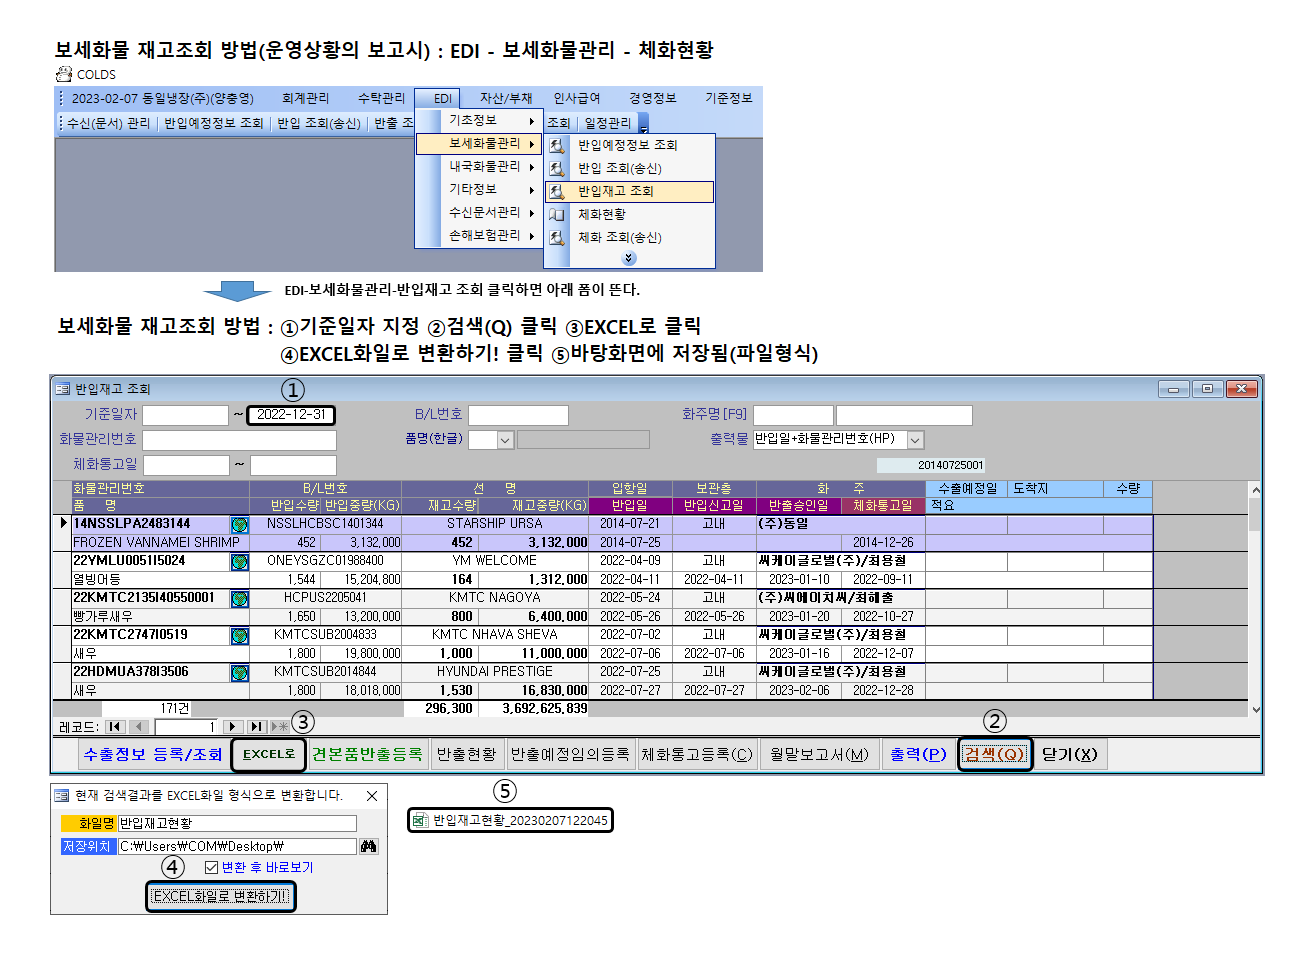 보세화물 재고조회 방법(운영상황의 보고시) : EDI - 보세화물관리 - 체화현황
COLDS
2023-02-07 동일냉장(주)(양충영) 회계관리 수탁관리 EDI 자산/부채 인사급여 경영정보 기준정보
수신(문서) 관리 반입예정정보 조회 반입 조회(송신) 반출 조 조회 일정관리
기초정보
보세화물관리
내국화물관리
기타정보
수신문서관리
손해보험관리
반입예정정보 조회
반입 조회(송신)
반입재고 조회
체화현황
체화 조회(송신)
EDI-보세화물관리-반입재고 조회 클릭하면 아래 폼이 뜬다.
보세화물 재고조회 방법 : ①기준일자 지정 ②검색(Q) 클릭 ③EXCEL로 클릭
④EXCEL화일로 변환하기! 클릭 ⑤바탕화면에 저장됨(파일형식)
반입재고 조회 ①
기준일자 ~ 2022-12-31 B/L번호 화주명[F9]
화물관리번호 품명(한글) 출력물 반입일+화물관리번호(HP)
체화통고일 ~ 20140725001
화물관리번호 B/L번호 선 명 입항일 보관층 화 주 수출예정일 도착지 수량
품 명 반입수량 반입중량(KG) 재고수량 재고중량(KG) 반입일 반입신고일 반출승인일 체화통고일 적요
14NSSLPA2483144 NSSLHCBSC1401344 STARSHIP URSA 2014-07-21 고내 (주)동일
FROZEN VANNAMEI SHRIMP 452 3,132,000 452 3,132,000 2014-07-25 2014-12-26
22YMLU0051I5024 ONEYSGZC01988400 YM WELCOME 2022-04-09 고내 씨케이글로벌(주)/최용철
열빙어등 1,544 15,204,800 164 1,312,000 2022-04-11 2022-04-11 2023-01-10 2022-09-11
22KMTC2135I40550001 HCPUS2205041 KMTC NAGOYA 2022-05-24 고내 (주)씨에이치씨/최해출
빵가루새우 1,650 13,200,000 800 6,400,000 2022-05-26 2022-05-26 2023-01-20 2022-10-27
22KMTC2747I0519 KMTCSUB2004833 KMTC NHAVA SHEVA 2022-07-02 고내 씨케이글로벌(주)/최용철
새우 1,800 19,800,000 1,000 11,000,000 2022-07-06 2022-07-06 2023-01-16 2022-12-07
22HDMUA378I3506 KMTCSUB2014844 HYUNDAI PRESTIGE 2022-07-25 고내 씨케이글로벌(주)/최용철
새우 1,800 18,018,000 1,530 16,830,000 2022-07-27 2022-07-27 2023-02-06 2022-12-28
171건 296,300 3,692,625,839
레코드: 1 ③ ②
수출정보 등록/조회 EXCEL로 견본품반출등록 반출현황 반출예정임의등록 체화통고등록(C) 월말보고서(M) 출력(P) 검색(Q) 닫기(X)
현재 검색결과를 EXCEL화일 형식으로 변환합니다.
화일명 반입재고현황
저장위치 C:₩Users₩COM₩Desktop₩
④ 변환 후 바로보기
EXCEL화일로 변환하기!
⑤
반입재고현황_20230207122045